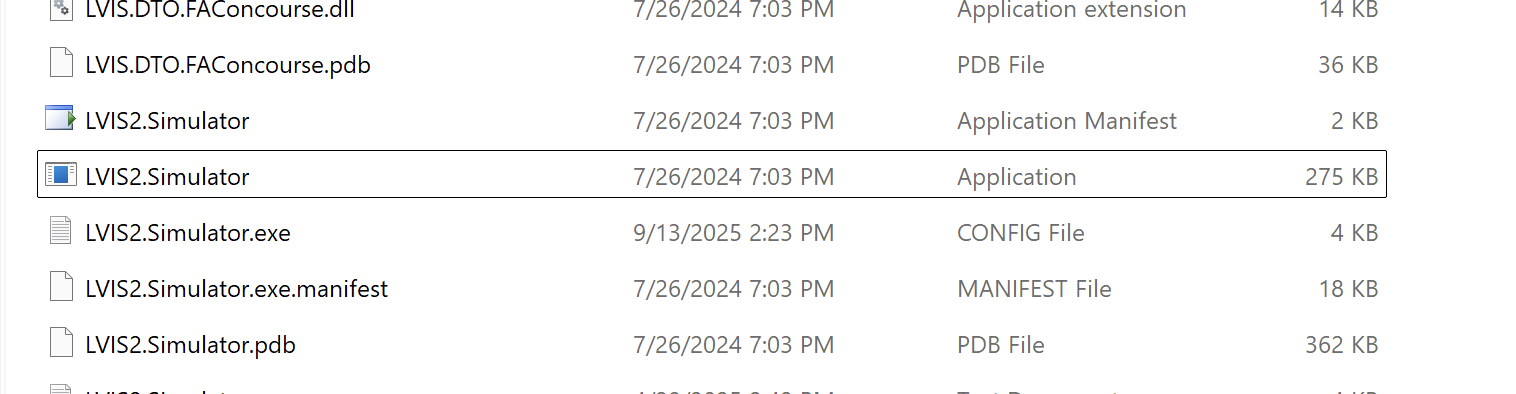 LVIS.DTO.FAConcourse.dll 7/26/2024 7:03 PM Application extension 14 KB
LVIS.DTO.FAConcourse.pdb 7/26/2024 7:03 PM PDB File 36 KB
LVIS2.Simulator 7/26/2024 7:03 PM Application Manifest 2 KB
LVIS2.Simulator 7/26/2024 7:03 PM Application 275 KB
LVIS2.Simulator.exe 9/13/2025 2:23 PM CONFIG File 4 KB
LVIS2.Simulator.exe.manifest 7/26/2024 7:03 PM MANIFEST File 18 KB
LVIS2.Simulator.pdb 7/26/2024 7:03 PM PDB File 362 KB